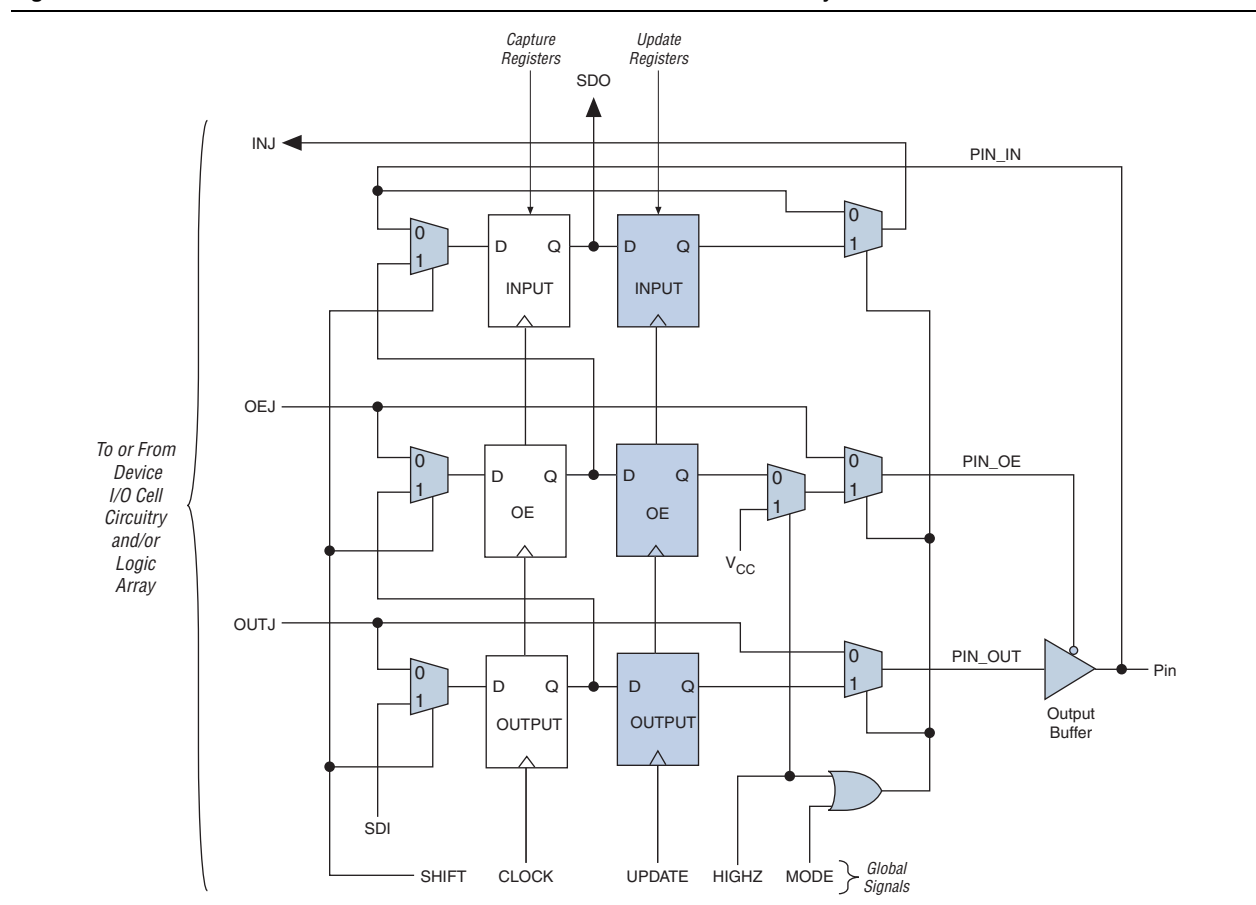 Capture
Registers
Update
Registers
SDO
INJ
PIN_IN
0
1
D Q
INPUT
D Q
INPUT
0
1
OEJ
To or From
Device
I/O Cell
Circuitry
and/or
Logic
Array
0
1
D Q
OE
D Q
OE
0
1
VCC
0
1
PIN_OE
OUTJ
0
1
D Q
OUTPUT
D Q
OUTPUT
0
1
PIN_OUT
Pin
Output
Buffer
SDI
SHIFT
CLOCK
UPDATE
HIGHZ
MODE
Global
Signals